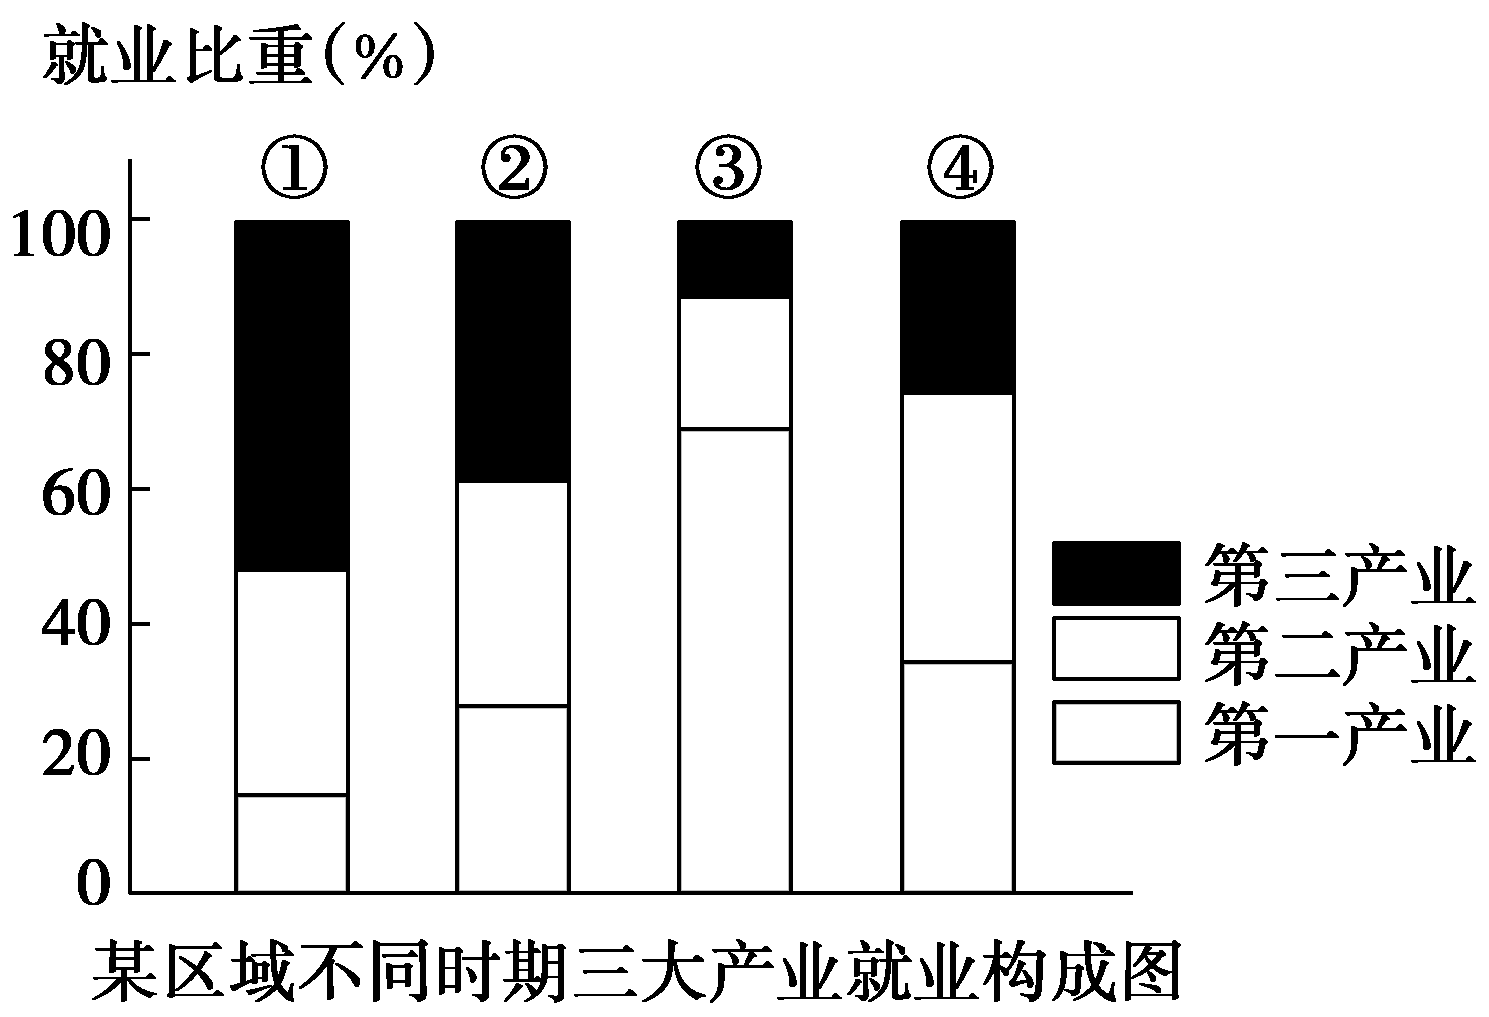 就业比重(%)
① ② ③ ④
100
80
60
40
20
0
第三产业
第二产业
第一产业
某区域不同时期三大产业就业构成图